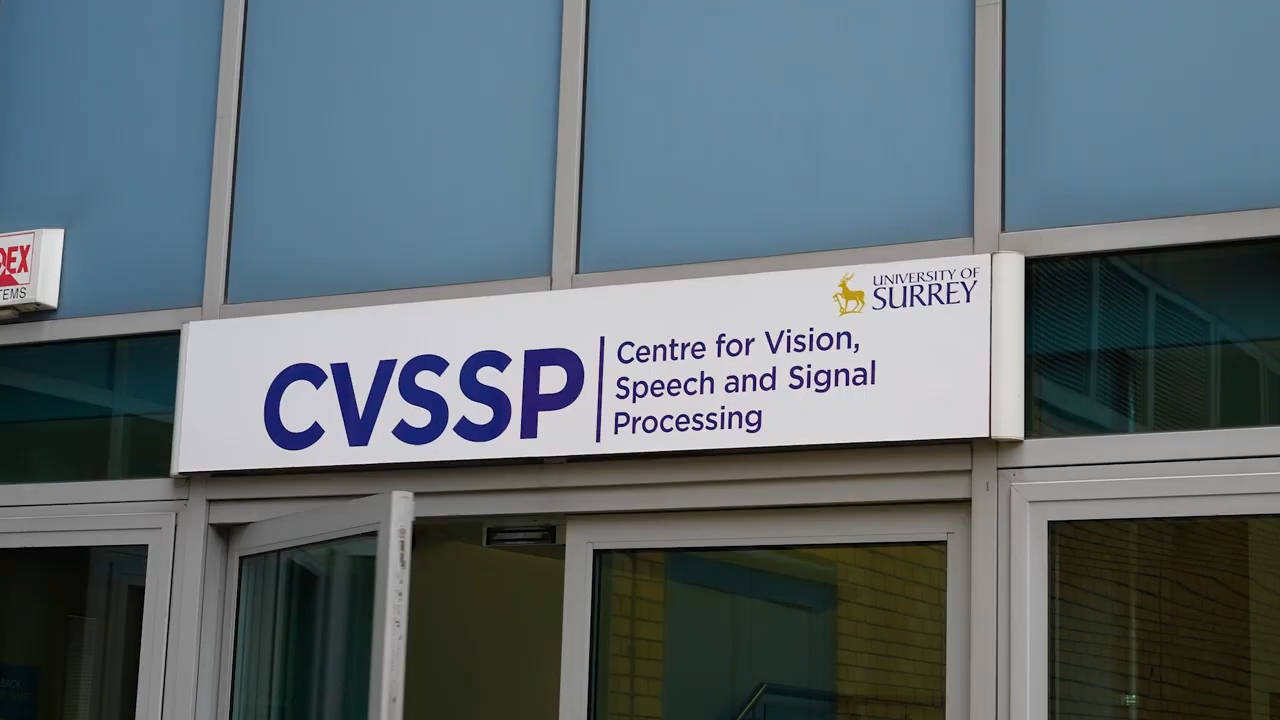 UNIVERSITY OF
SURREY
CVSSP
Centre for Vision,
Speech and Signal
Processing